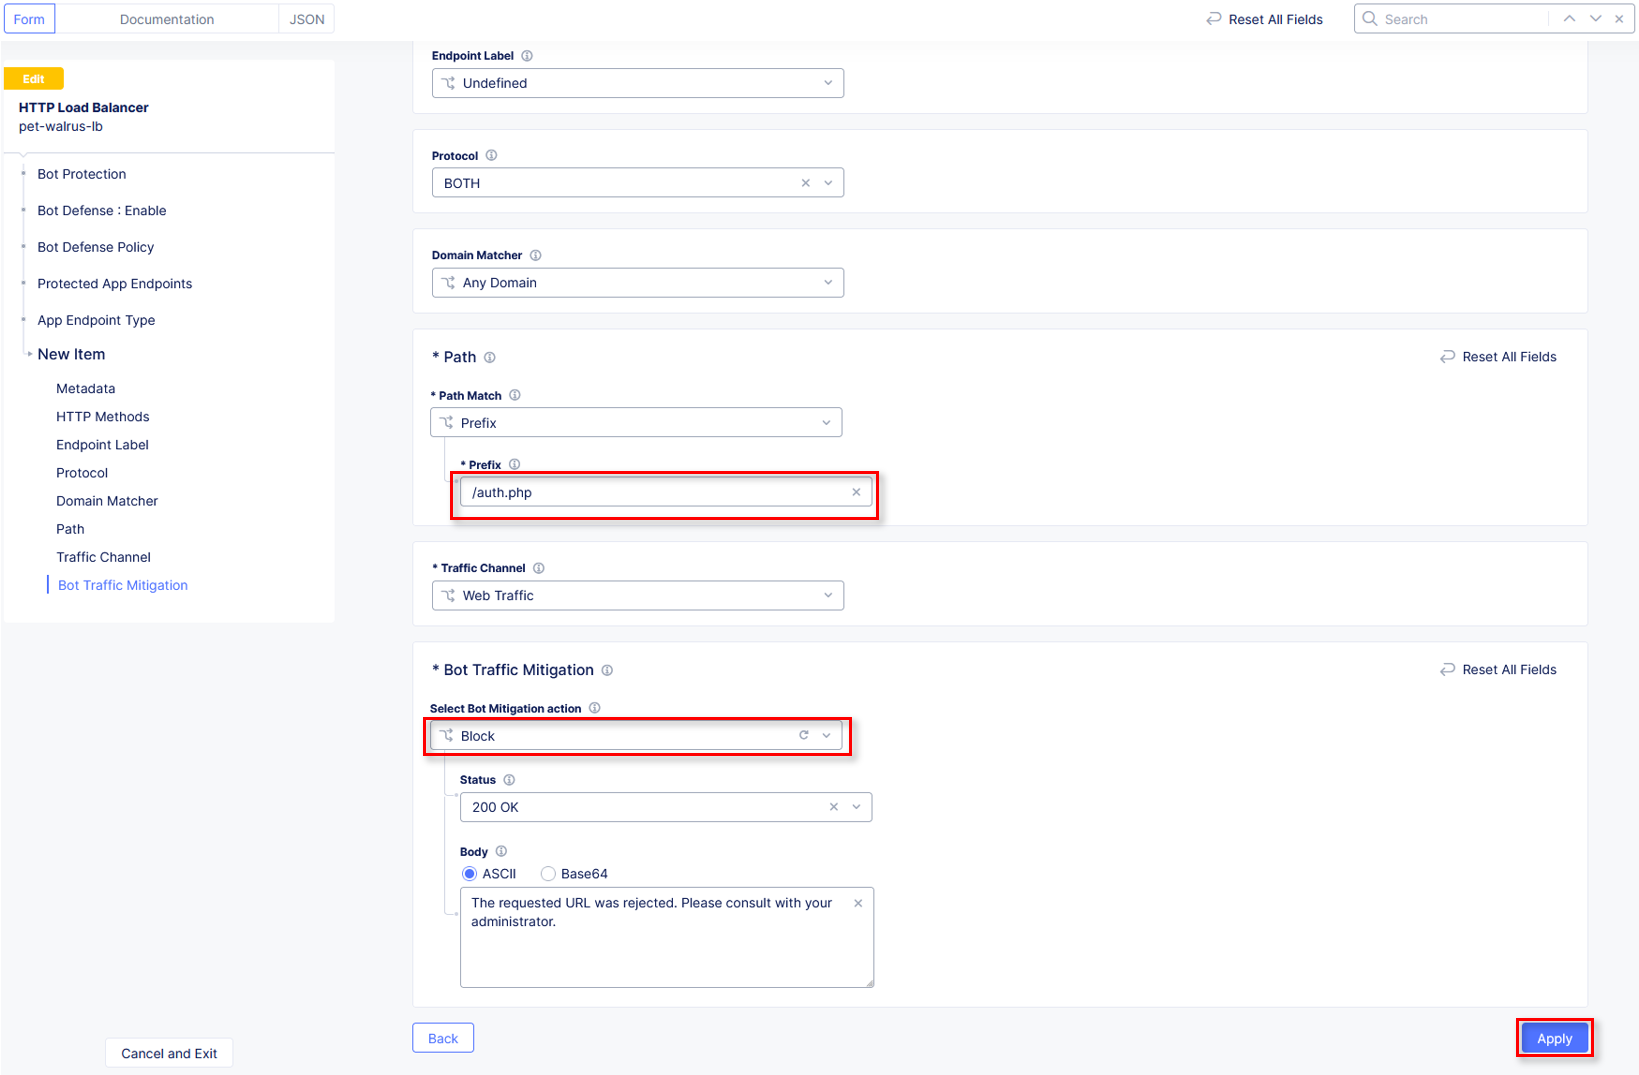 Form
Documentation
JSON
Reset All Fields
Search
Edit
HTTP Load Balancer
pet-walrus-lb
Bot Protection
Bot Defense : Enable
Bot Defense Policy
Protected App Endpoints
App Endpoint Type
New Item
Metadata
HTTP Methods
Endpoint Label
Protocol
Domain Matcher
Path
Traffic Channel
Bot Traffic Mitigation
Cancel and Exit
Endpoint Label
Undefined
Protocol
BOTH
Domain Matcher
Any Domain
* Path
Reset All Fields
* Path Match
Prefix
* Prefix
/auth.php
* Traffic Channel
Web Traffic
* Bot Traffic Mitigation
Reset All Fields
Select Bot Mitigation action
Block
Status
200 OK
Body
ASCII
Base64
The requested URL was rejected. Please consult with your
administrator.
Back
Apply